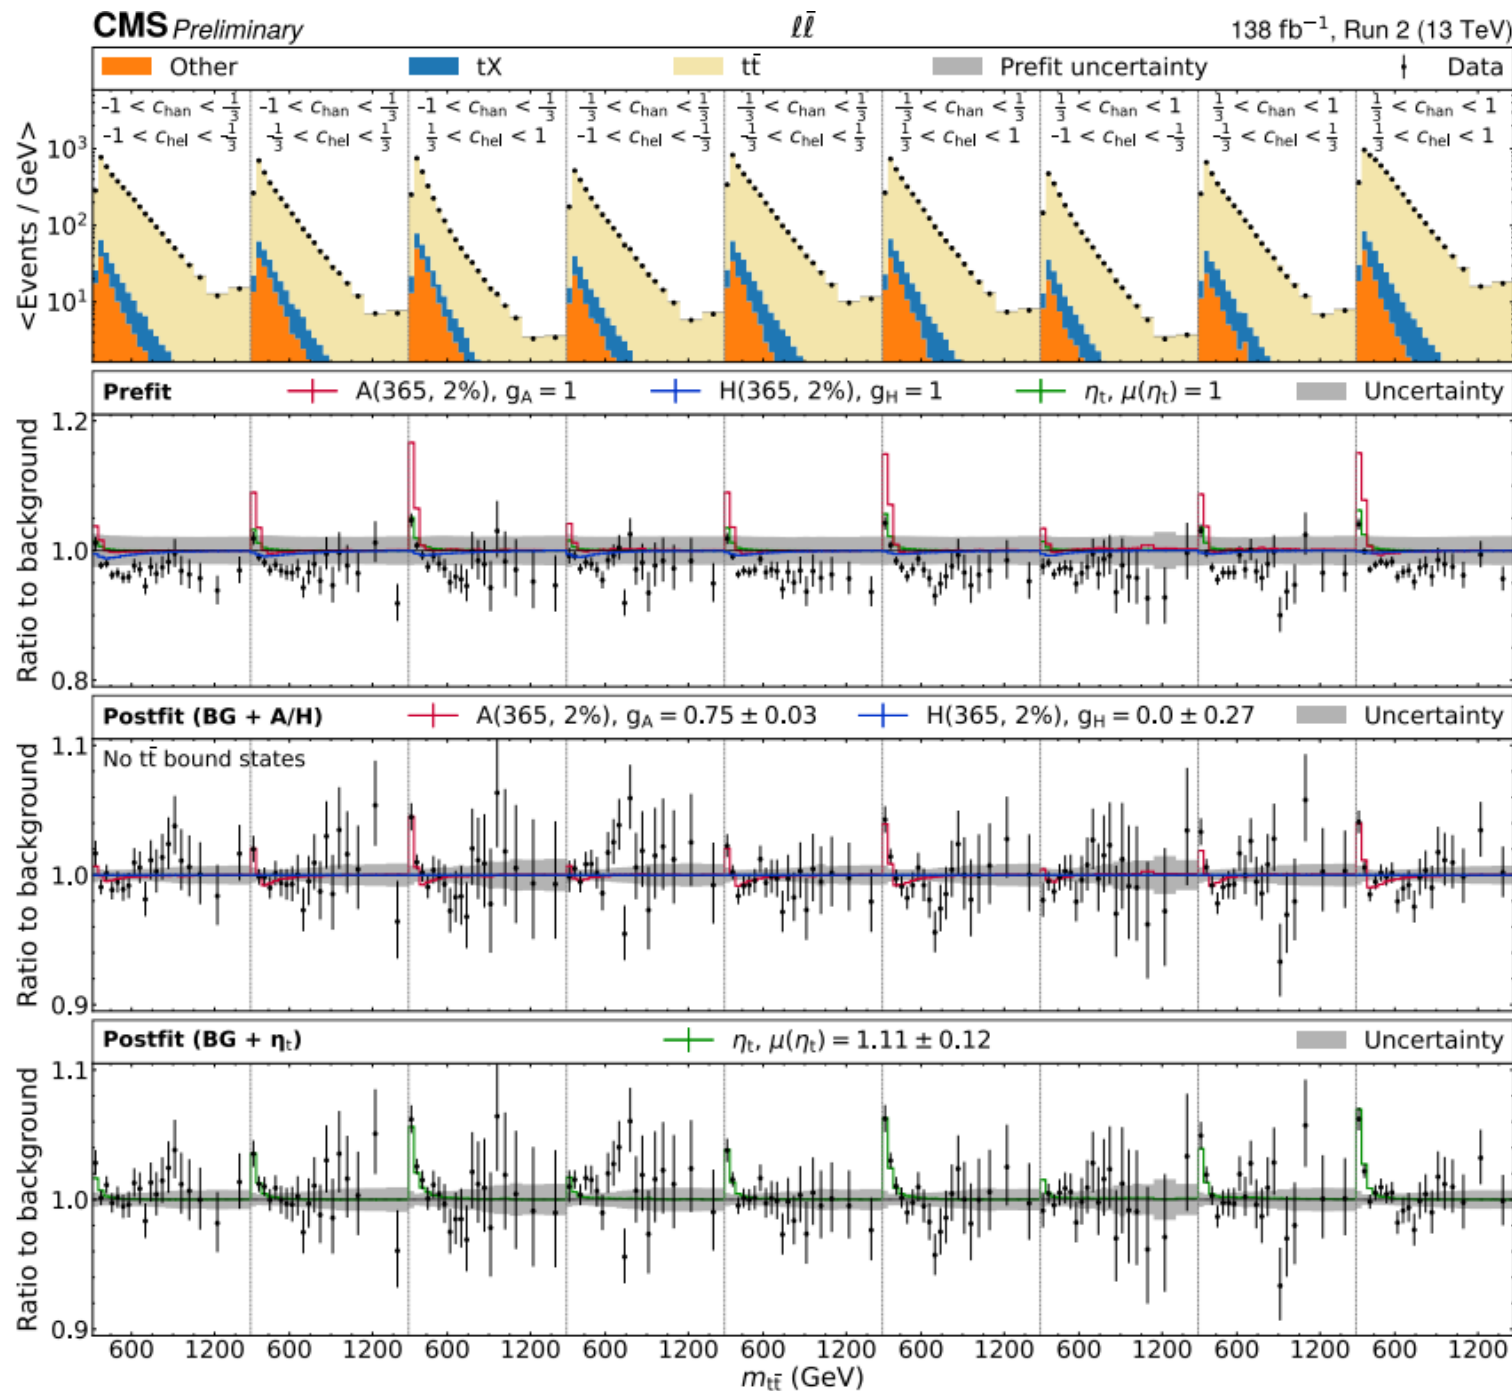 CMS Preliminary ℓℓ̄ 138 fb⁻¹, Run 2 (13 TeV)
Other tX tt̄ Prefit uncertainty Data
-1 < c_han < -1/3 -1 < c_han < -1/3 -1 < c_han < -1/3 -1/3 < c_han < 1/3 -1/3 < c_han < 1/3 -1/3 < c_han < 1/3 1/3 < c_han < 1 1/3 < c_han < 1 1/3 < c_han < 1
-1 < c_hel < -1/3 -1/3 < c_hel < 1/3 1/3 < c_hel < 1 -1 < c_hel < -1/3 -1/3 < c_hel < 1/3 1/3 < c_hel < 1 -1 < c_hel < -1/3 -1/3 < c_hel < 1/3 1/3 < c_hel < 1
<Events / GeV>
10³
10²
10¹
Prefit A(365, 2%), g_A = 1 H(365, 2%), g_H = 1 η_t, μ(η_t) = 1 Uncertainty
Ratio to background
1.2
1.0
0.8
Postfit (BG + A/H) A(365, 2%), g_A = 0.75 ± 0.03 H(365, 2%), g_H = 0.0 ± 0.27 Uncertainty
No tt̄ bound states
Ratio to background
1.1
1.0
0.9
Postfit (BG + η_t) η_t, μ(η_t) = 1.11 ± 0.12 Uncertainty
Ratio to background
1.1
1.0
0.9
600 1200 600 1200 600 1200 600 1200 600 1200 600 1200 600 1200 600 1200 600 1200
m_tt̄ (GeV)